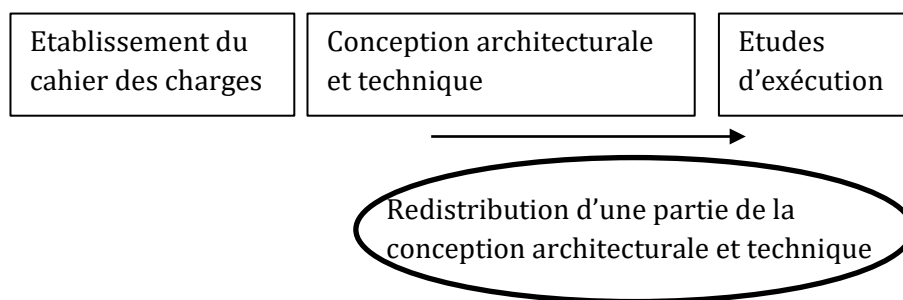 Etablissement du
cahier des charges
Conception architecturale
et technique
Etudes
d’exécution
Redistribution d’une partie de la
conception architecturale et technique